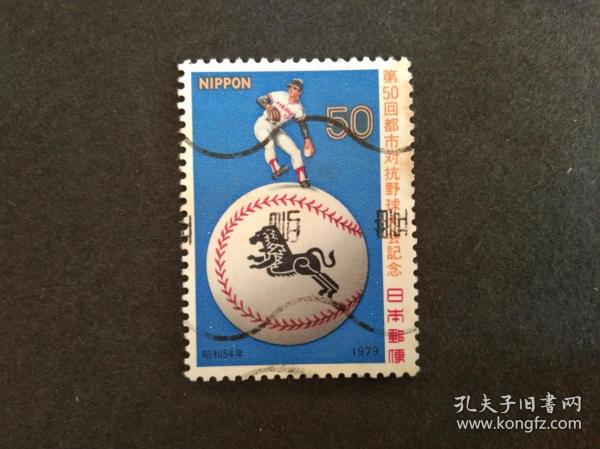 NIPPON
50
第50回都市対抗野球大会記念
日本郵便
昭和54年
1979
孔夫子旧书网
www.kongfz.com